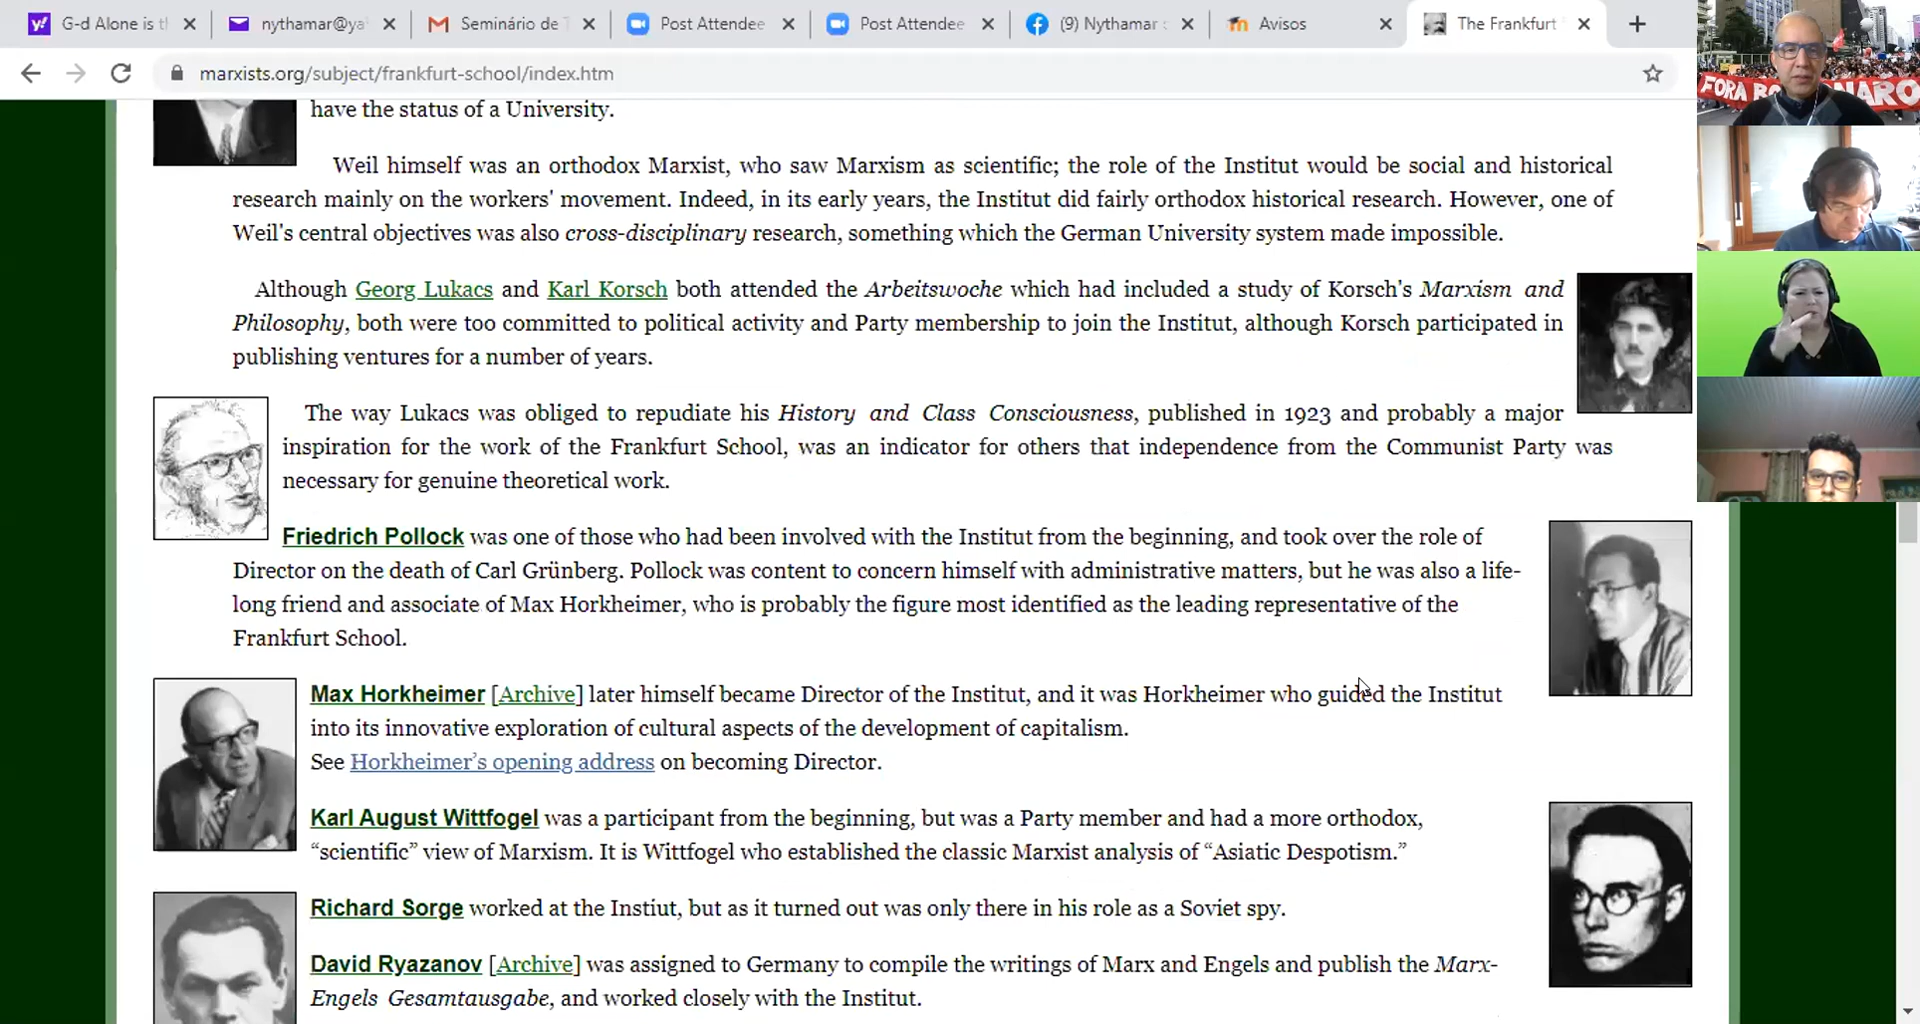 G-d Alone is tl
nythamar@ya
Seminário de T
Post Attendee
Post Attendee
(9) Nythamar s
Avisos
The Frankfurt
marxists.org/subject/frankfurt-school/index.htm
FORA BOLSONARO
have the status of a University.
Weil himself was an orthodox Marxist, who saw Marxism as scientific; the role of the Institut would be social and historical
research mainly on the workers' movement. Indeed, in its early years, the Institut did fairly orthodox historical research. However, one of
Weil's central objectives was also cross-disciplinary research, something which the German University system made impossible.
Although Georg Lukacs and Karl Korsch both attended the Arbeitswoche which had included a study of Korsch's Marxism and
Philosophy, both were too committed to political activity and Party membership to join the Institut, although Korsch participated in
publishing ventures for a number of years.
The way Lukacs was obliged to repudiate his History and Class Consciousness, published in 1923 and probably a major
inspiration for the work of the Frankfurt School, was an indicator for others that independence from the Communist Party was
necessary for genuine theoretical work.
Friedrich Pollock was one of those who had been involved with the Institut from the beginning, and took over the role of
Director on the death of Carl Grünberg. Pollock was content to concern himself with administrative matters, but he was also a life-
long friend and associate of Max Horkheimer, who is probably the figure most identified as the leading representative of the
Frankfurt School.
Max Horkheimer [Archive] later himself became Director of the Institut, and it was Horkheimer who guided the Institut
into its innovative exploration of cultural aspects of the development of capitalism.
See Horkheimer's opening address on becoming Director.
Karl August Wittfogel was a participant from the beginning, but was a Party member and had a more orthodox,
“scientific” view of Marxism. It is Wittfogel who established the classic Marxist analysis of “Asiatic Despotism.”
Richard Sorge worked at the Instiut, but as it turned out was only there in his role as a Soviet spy.
David Ryazanov [Archive] was assigned to Germany to compile the writings of Marx and Engels and publish the Marx-
Engels Gesamtausgabe, and worked closely with the Institut.